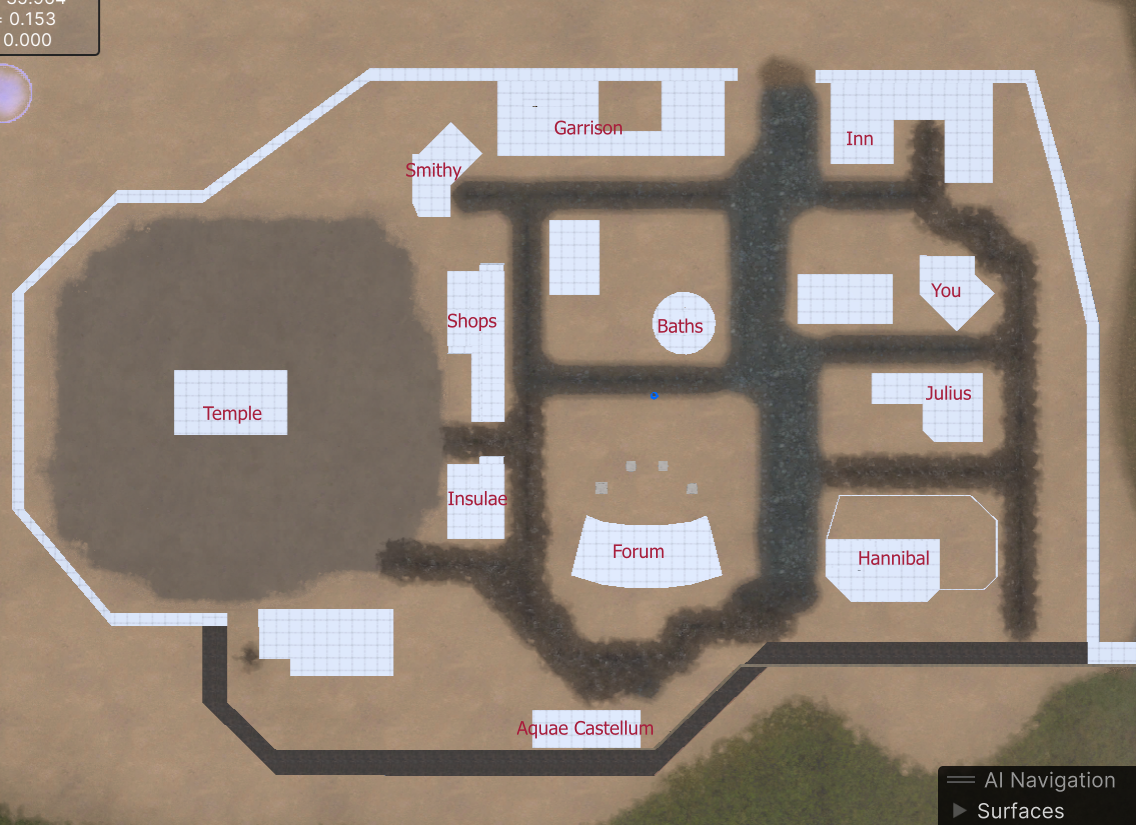 = 0.153
0.000
Garrison
Inn
Smithy
You
Shops
Baths
Julius
Temple
Insulae
Forum
Hannibal
Aquae Castellum
AI Navigation
Surfaces